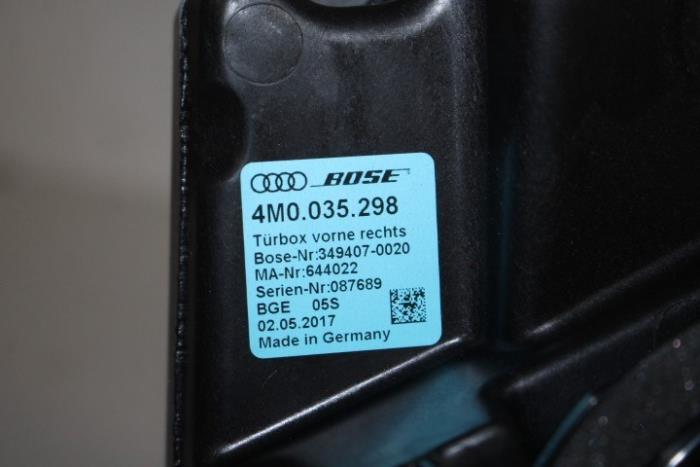 BOSE
4M0.035.298
Türbox vorne rechts
Bose-Nr:349407-0020
MA-Nr:644022
Serien-Nr:087689
BGE 05S
02.05.2017
Made in Germany